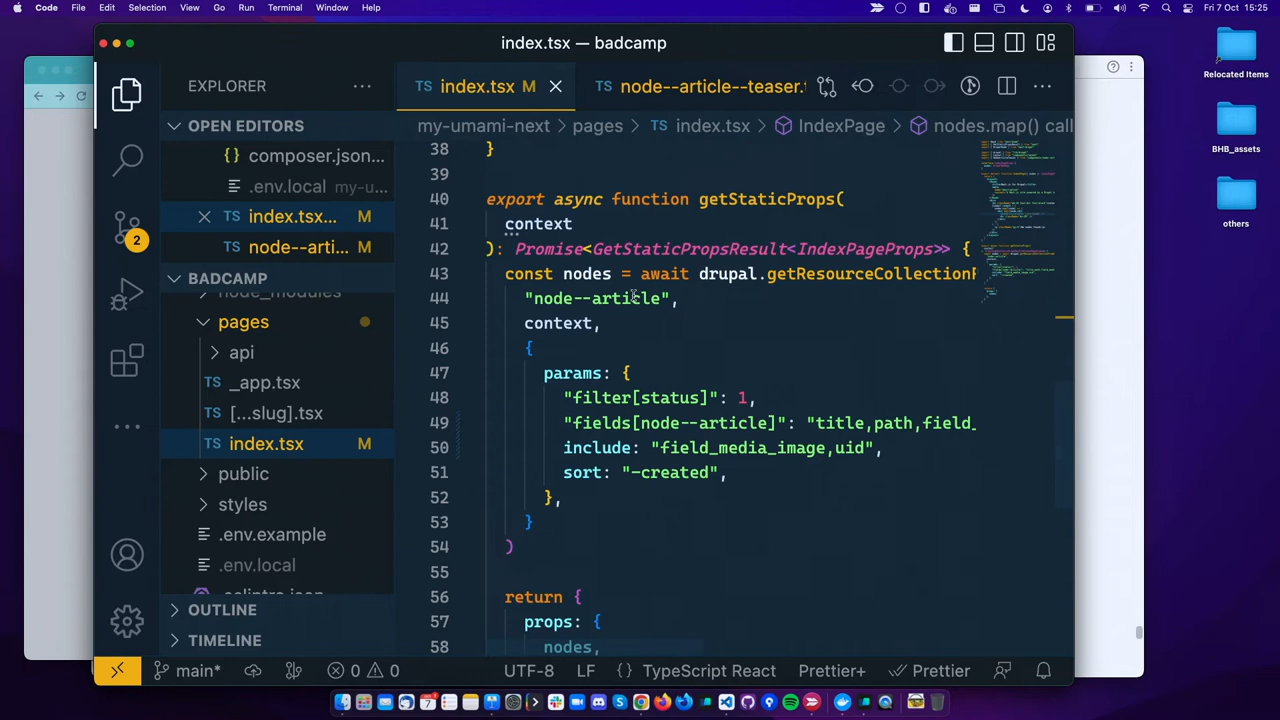 Code File Edit Selection View Go Run Terminal Window Help Fri 7 Oct 15:25
index.tsx — badcamp
EXPLORER
TS index.tsx M
TS node--article--teaser.t
OPEN EDITORS
my-umami-next > pages > TS index.tsx > IndexPage > nodes.map() call
{} composer.json...
.env.local my-u...
TS index.tsx... M
TS node--arti... M
BADCAMP
node_modules
pages
api
TS _app.tsx
TS [...slug].tsx
TS index.tsx M
public
styles
.env.example
.env.local
OUTLINE
TIMELINE
2
38 }
39
40 export async function getStaticProps(
41 context
42 ): Promise<GetStaticPropsResult<IndexPageProps>> {
43 const nodes = await drupal.getResourceCollectionF
44 "node--article",
45 context,
46 {
47 params: {
48 "filter[status]": 1,
49 "fields[node--article]": "title,path,field_
50 include: "field_media_image,uid",
51 sort: "-created",
52 },
53 }
54 )
55
56 return {
57 props: {
58 nodes,
main* 0 0 UTF-8 LF {} TypeScript React Prettier+ Prettier
Relocated Items
BHB_assets
others